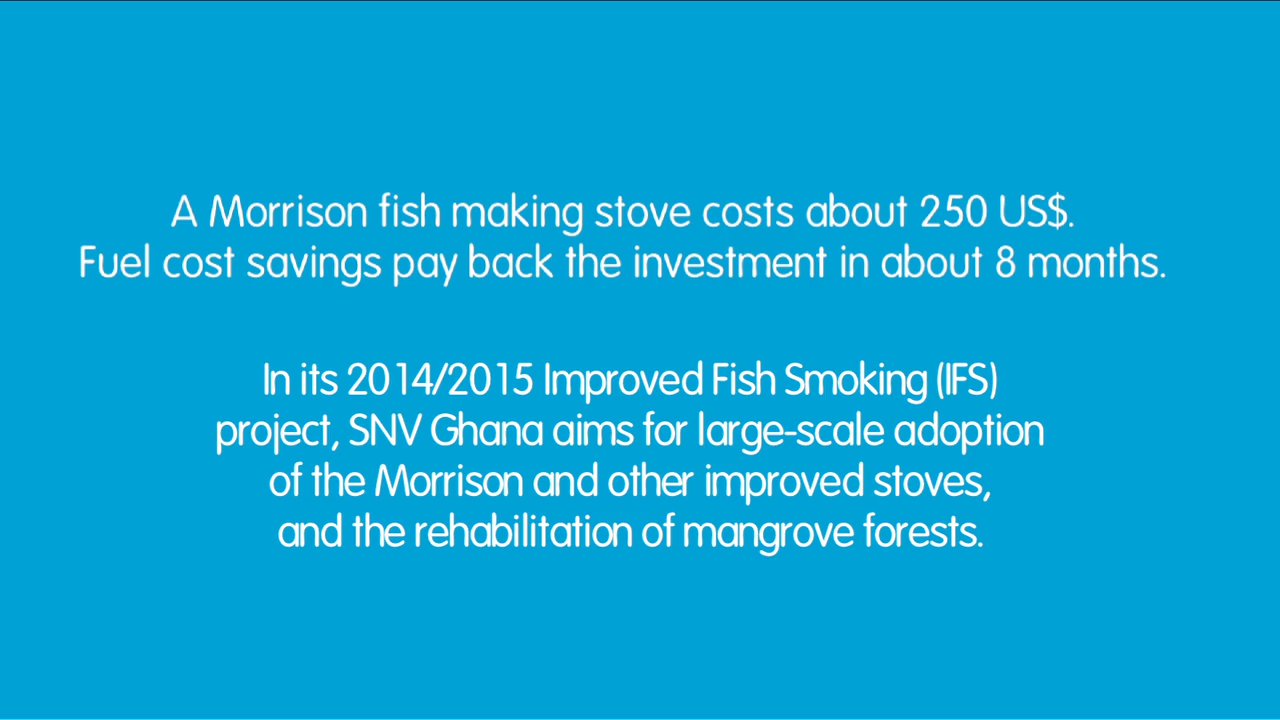 A Morrison fish making stove costs about 250 US$.
Fuel cost savings pay back the investment in about 8 months.
In its 2014/2015 Improved Fish Smoking (IFS)
project, SNV Ghana aims for large-scale adoption
of the Morrison and other improved stoves,
and the rehabilitation of mangrove forests.